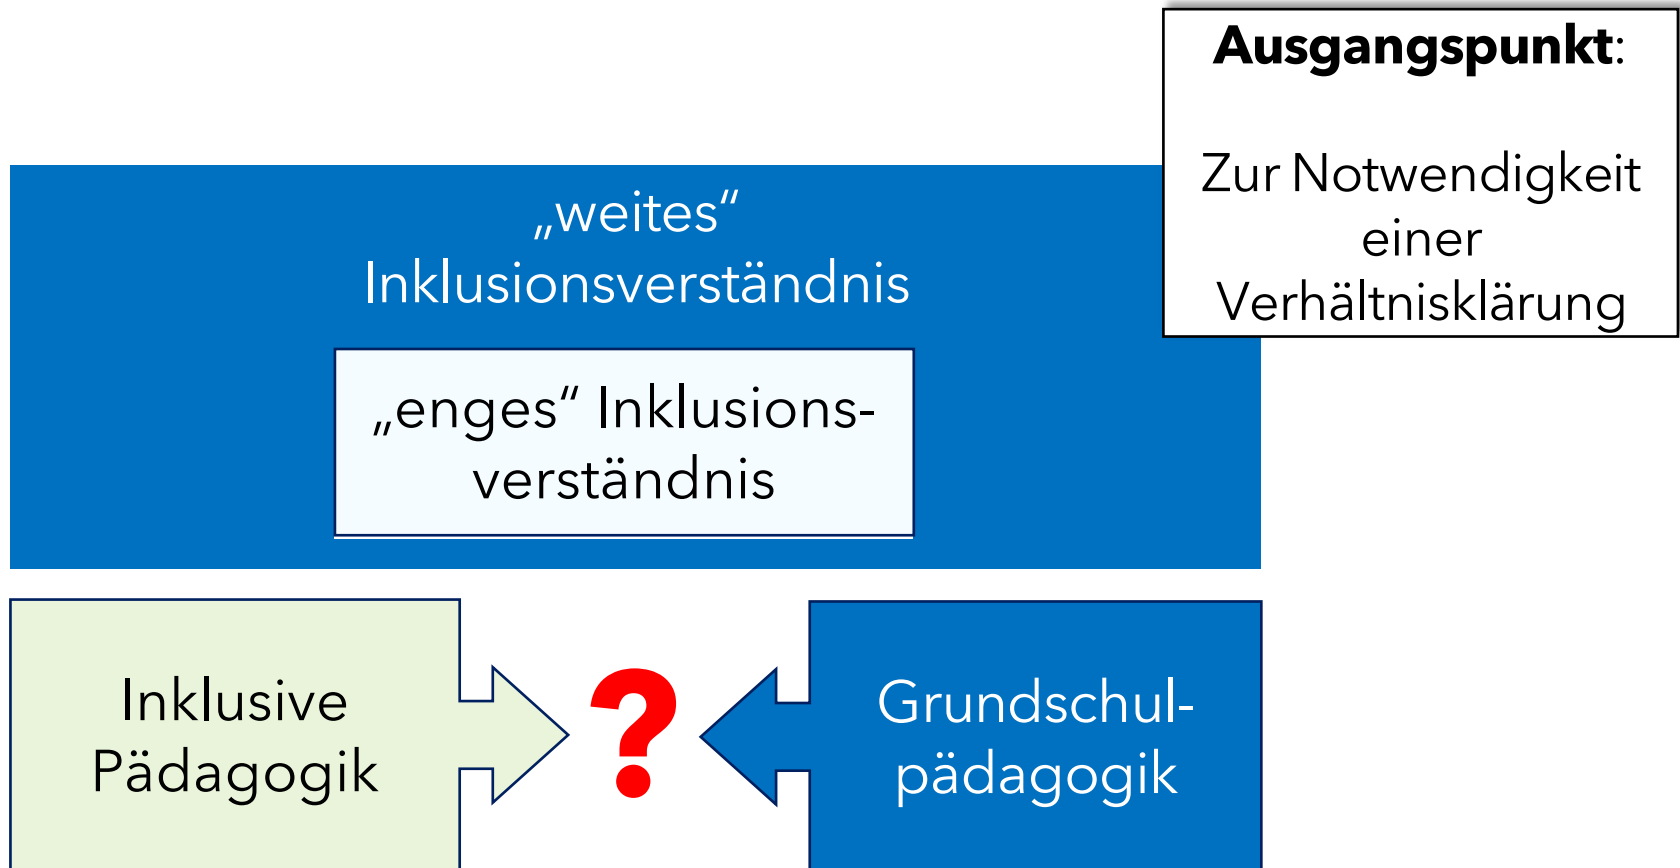 Ausgangspunkt:
Zur Notwendigkeit
einer
Verhältnisklärung
„weites“
Inklusionsverständnis
„enges“ Inklusions-
verständnis
Inklusive
Pädagogik
?
Grundschul-
pädagogik